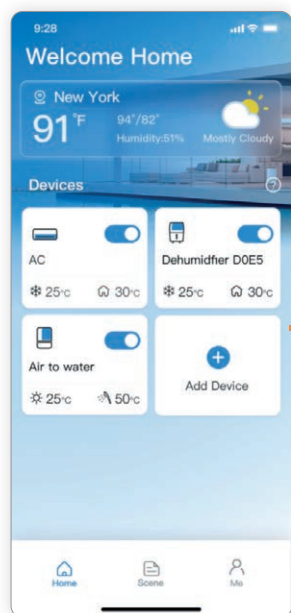 9:28
Welcome Home
New York
91°F
94°/82°
Humidity:51%
Mostly Cloudy
Devices
AC
25°C 30°C
Dehumidfier D0E5
25°C 30°C
Air to water
25°C 50°C
Add Device
Home
Scene
Me